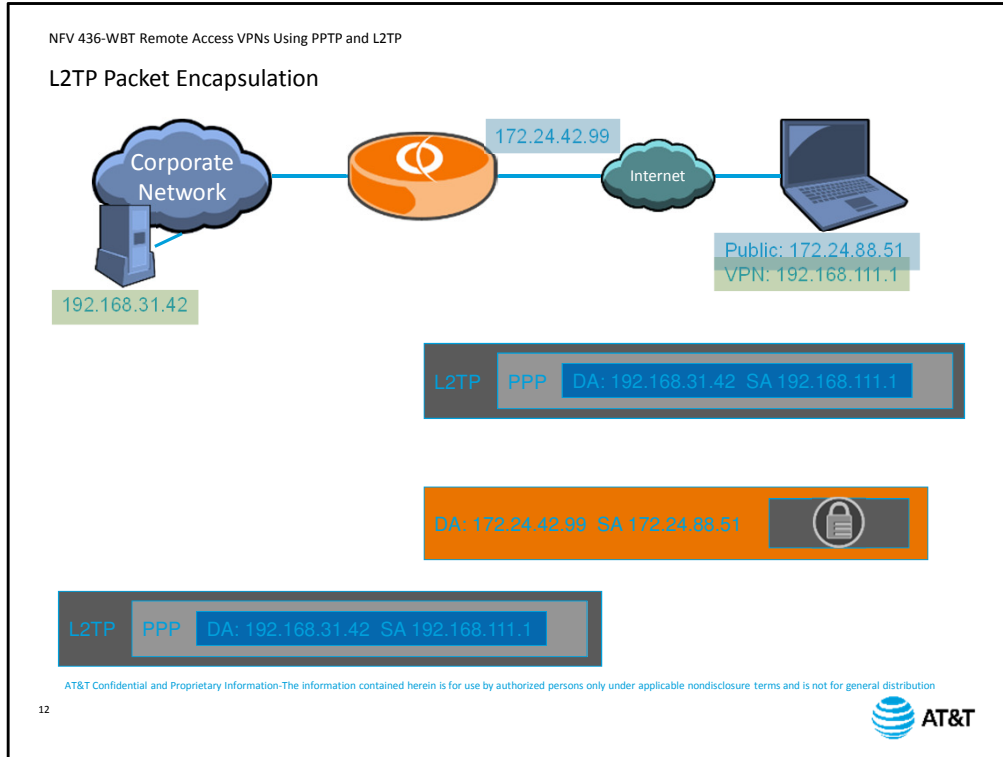 NFV 436-WBT Remote Access VPNs Using PPTP and L2TP
L2TP Packet Encapsulation
Corporate
Network
172.24.42.99
Internet
Public: 172.24.88.51
VPN: 192.168.111.1
192.168.31.42
L2TP PPP DA: 192.168.31.42 SA 192.168.111.1
DA: 172.24.42.99 SA 172.24.88.51
L2TP PPP DA: 192.168.31.42 SA 192.168.111.1
AT&T Confidential and Proprietary Information-The information contained herein is for use by authorized persons only under applicable nondisclosure terms and is not for general distribution
12
AT&T